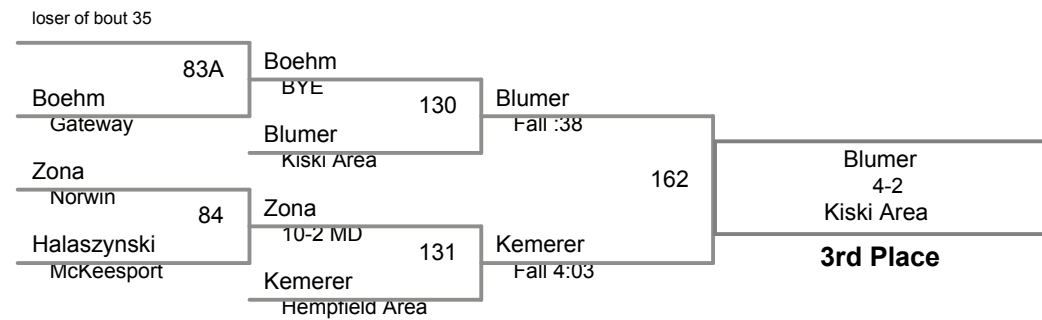 loser of bout 35
83A
Boehm
Gateway
Boehm
BYE
130
Blumer
Kiski Area
Blumer
Fall :38
Zona
Norwin
84
Halaszynski
McKeesport
Zona
10-2 MD
131
Kemerer
Hempfield Area
Kemerer
Fall 4:03
162
Blumer
4-2
Kiski Area
3rd Place